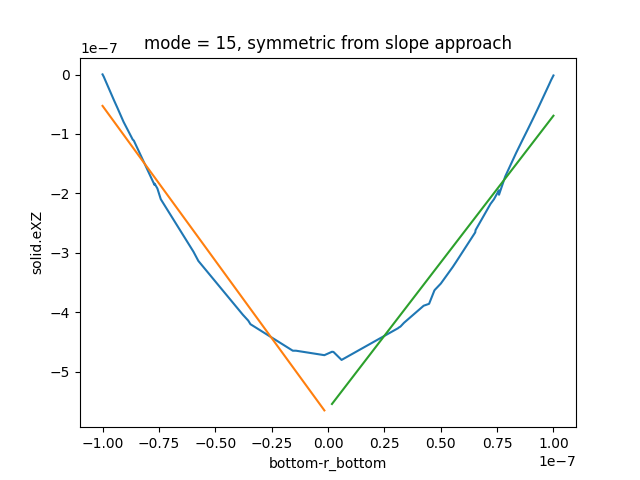 mode = 15, symmetric from slope approach
1e−7
0
−1
−2
−3
−4
−5
solid.eXZ
−1.00 −0.75 −0.50 −0.25 0.00 0.25 0.50 0.75 1.00
1e−7
bottom-r_bottom